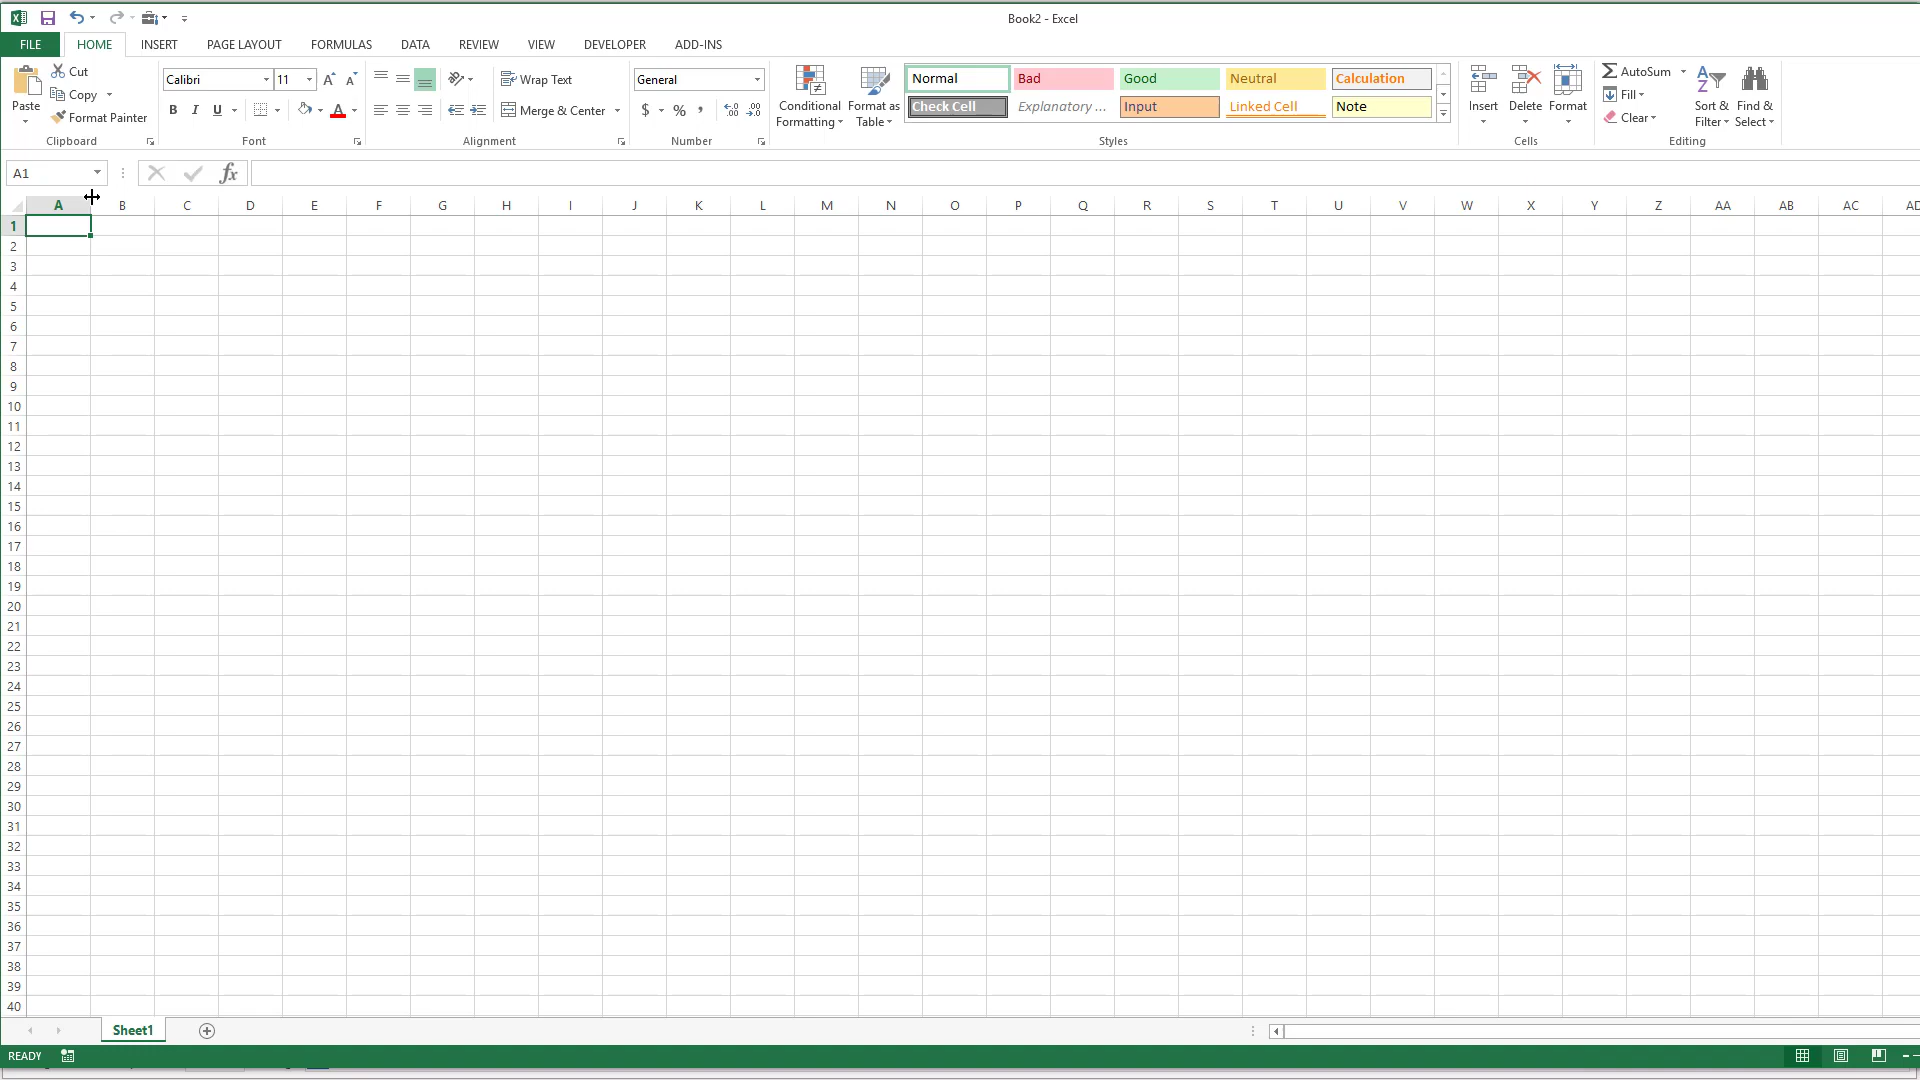 Book2 - Excel
FILE HOME INSERT PAGE LAYOUT FORMULAS DATA REVIEW VIEW DEVELOPER ADD-INS
Paste
Cut
Copy
Format Painter
Clipboard
Calibri 11
B I U A
Font
Wrap Text
Merge & Center
Alignment
General
$ % ,
Number
Conditional Formatting
Format as Table
Normal Bad Good Neutral Calculation
Check Cell Explanatory ... Input Linked Cell Note
Styles
Insert Delete Format
Cells
AutoSum
Fill
Clear
Sort & Filter
Find & Select
Editing
A1 fx
A B C D E F G H I J K L M N O P Q R S T U V W X Y Z AA AB AC AD
1
2
3
4
5
6
7
8
9
10
11
12
13
14
15
16
17
18
19
20
21
22
23
24
25
26
27
28
29
30
31
32
33
34
35
36
37
38
39
40
Sheet1
READY